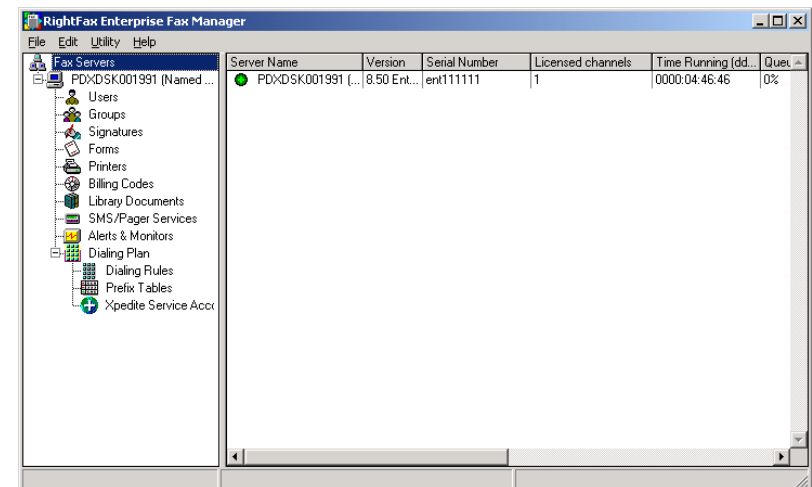 RightFax Enterprise Fax Manager
File Edit Utility Help
Fax Servers
PDXDSK001991 (Named ...
Users
Groups
Signatures
Forms
Printers
Billing Codes
Library Documents
SMS/Pager Services
Alerts & Monitors
Dialing Plan
Dialing Rules
Prefix Tables
Xpedite Service Acco
Server Name Version Serial Number Licensed channels Time Running (dd... Queu
PDXDSK001991 (... 8.50 Ent... ent111111 1 0000:04:46:46 0%